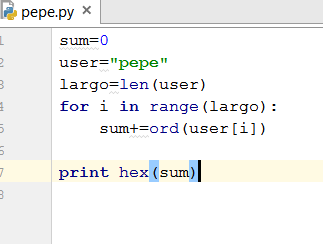 pepe.py
1 sum=0
2 user="pepe"
3 largo=len(user)
4 for i in range(largo):
5     sum+=ord(user[i])
6
7 print hex(sum)
8